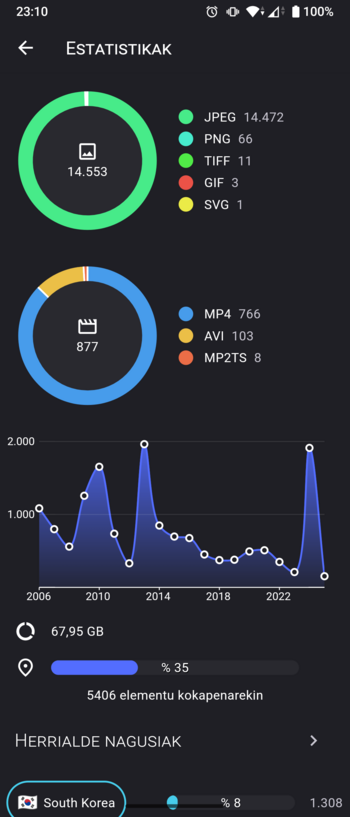 23:10
100%
ESTATISTIKAK
14.553
JPEG 14.472
PNG 66
TIFF 11
GIF 3
SVG 1
877
MP4 766
AVI 103
MP2TS 8
2.000
1.000
2006 2010 2014 2018 2022
67,95 GB
% 35
5406 elementu kokapenarekin
HERRIALDE NAGUSIAK
South Korea % 8 1.308